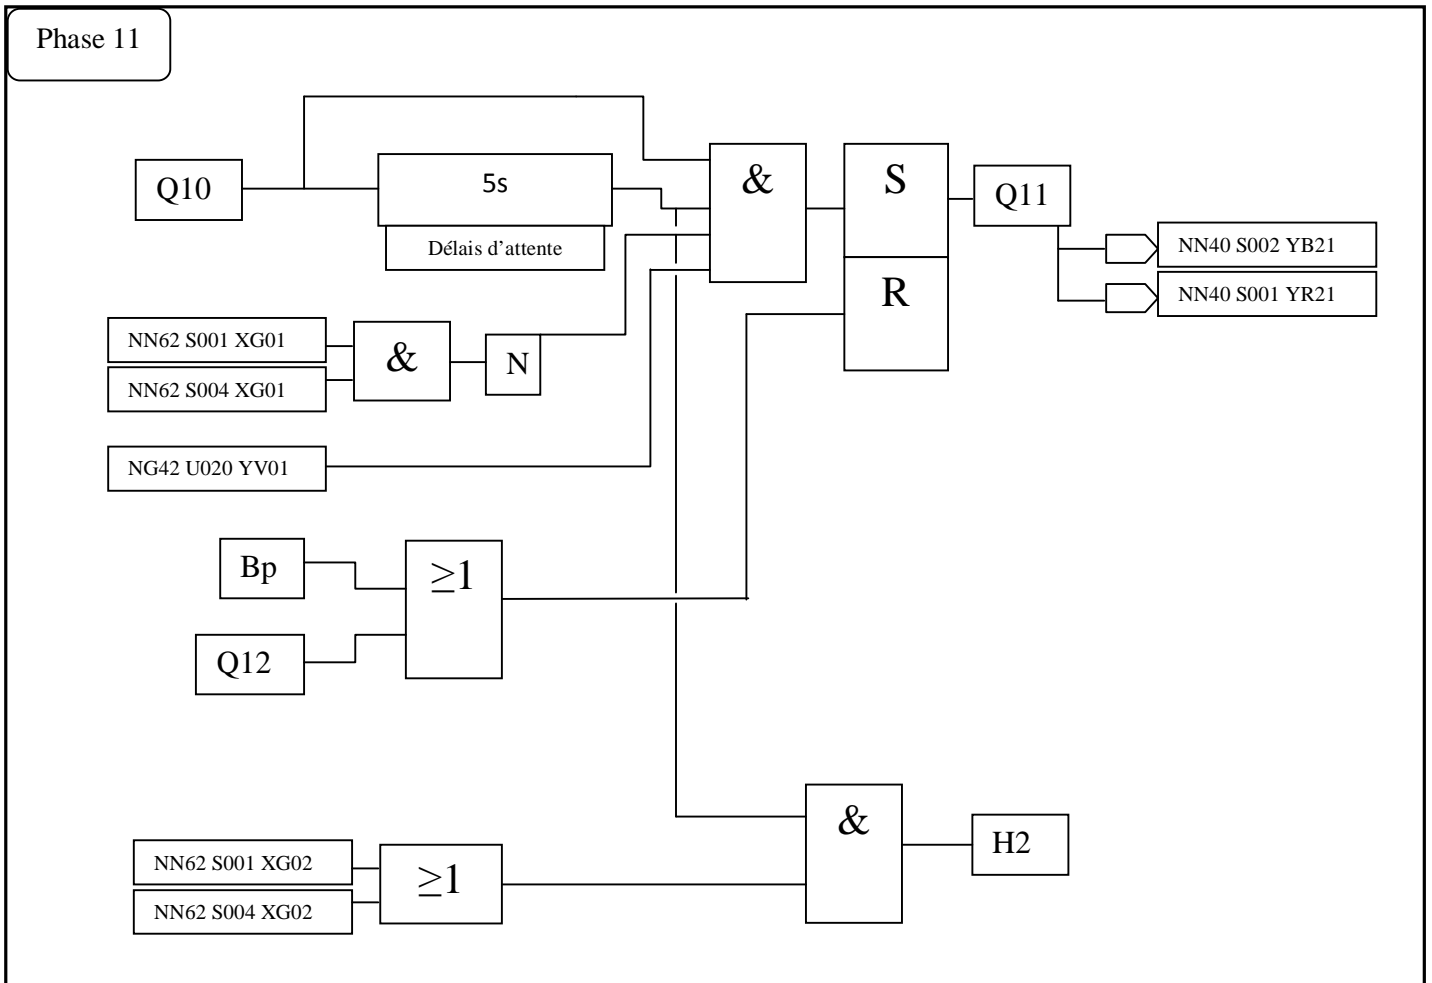 Phase 11
Q10
5s
Délais d'attente
&
S
R
Q11
NN40 S002 YB21
NN40 S001 YR21
NN62 S001 XG01
NN62 S004 XG01
&
N
NG42 U020 YV01
Bp
Q12
≥1
&
H2
NN62 S001 XG02
NN62 S004 XG02
≥1